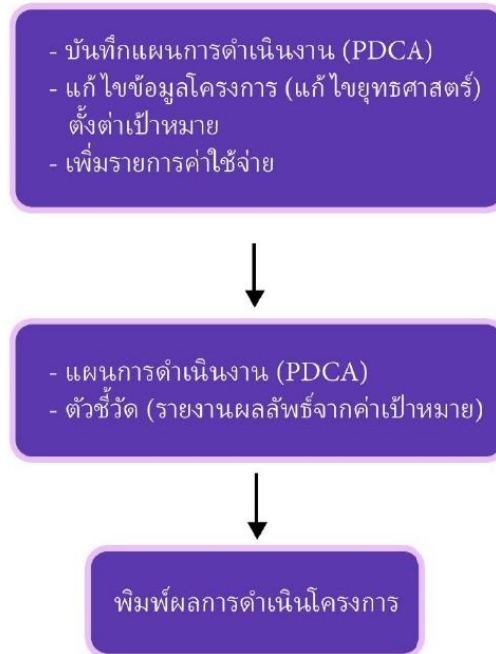 - บันทึกแผนการดำเนินงาน (PDCA)
- แก้ไขข้อมูลโครงการ (แก้ไขยุทธศาสตร์)
ตั้งค่าเป้าหมาย
- เพิ่มรายการค่าใช้จ่าย
- แผนการดำเนินงาน (PDCA)
- ตัวชี้วัด (รายงานผลลัพธ์จากค่าเป้าหมาย)
พิมพ์ผลการดำเนินโครงการ